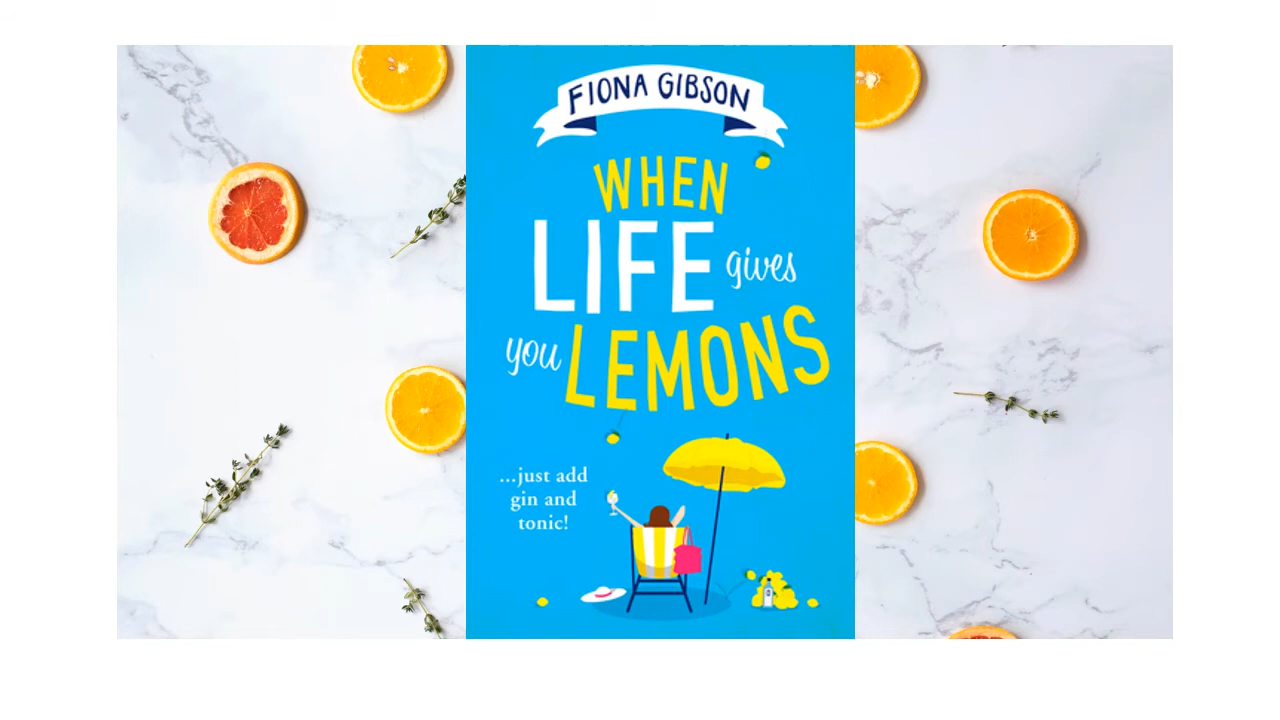 FIONA GIBSON
WHEN
LIFE gives
you LEMONS
...just add
gin and
tonic!